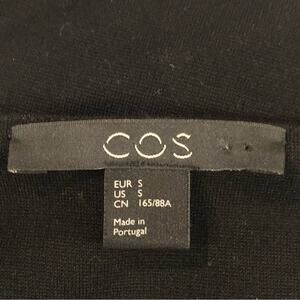 COS
EUR S
US S
CN 165/88A
Made in
Portugal